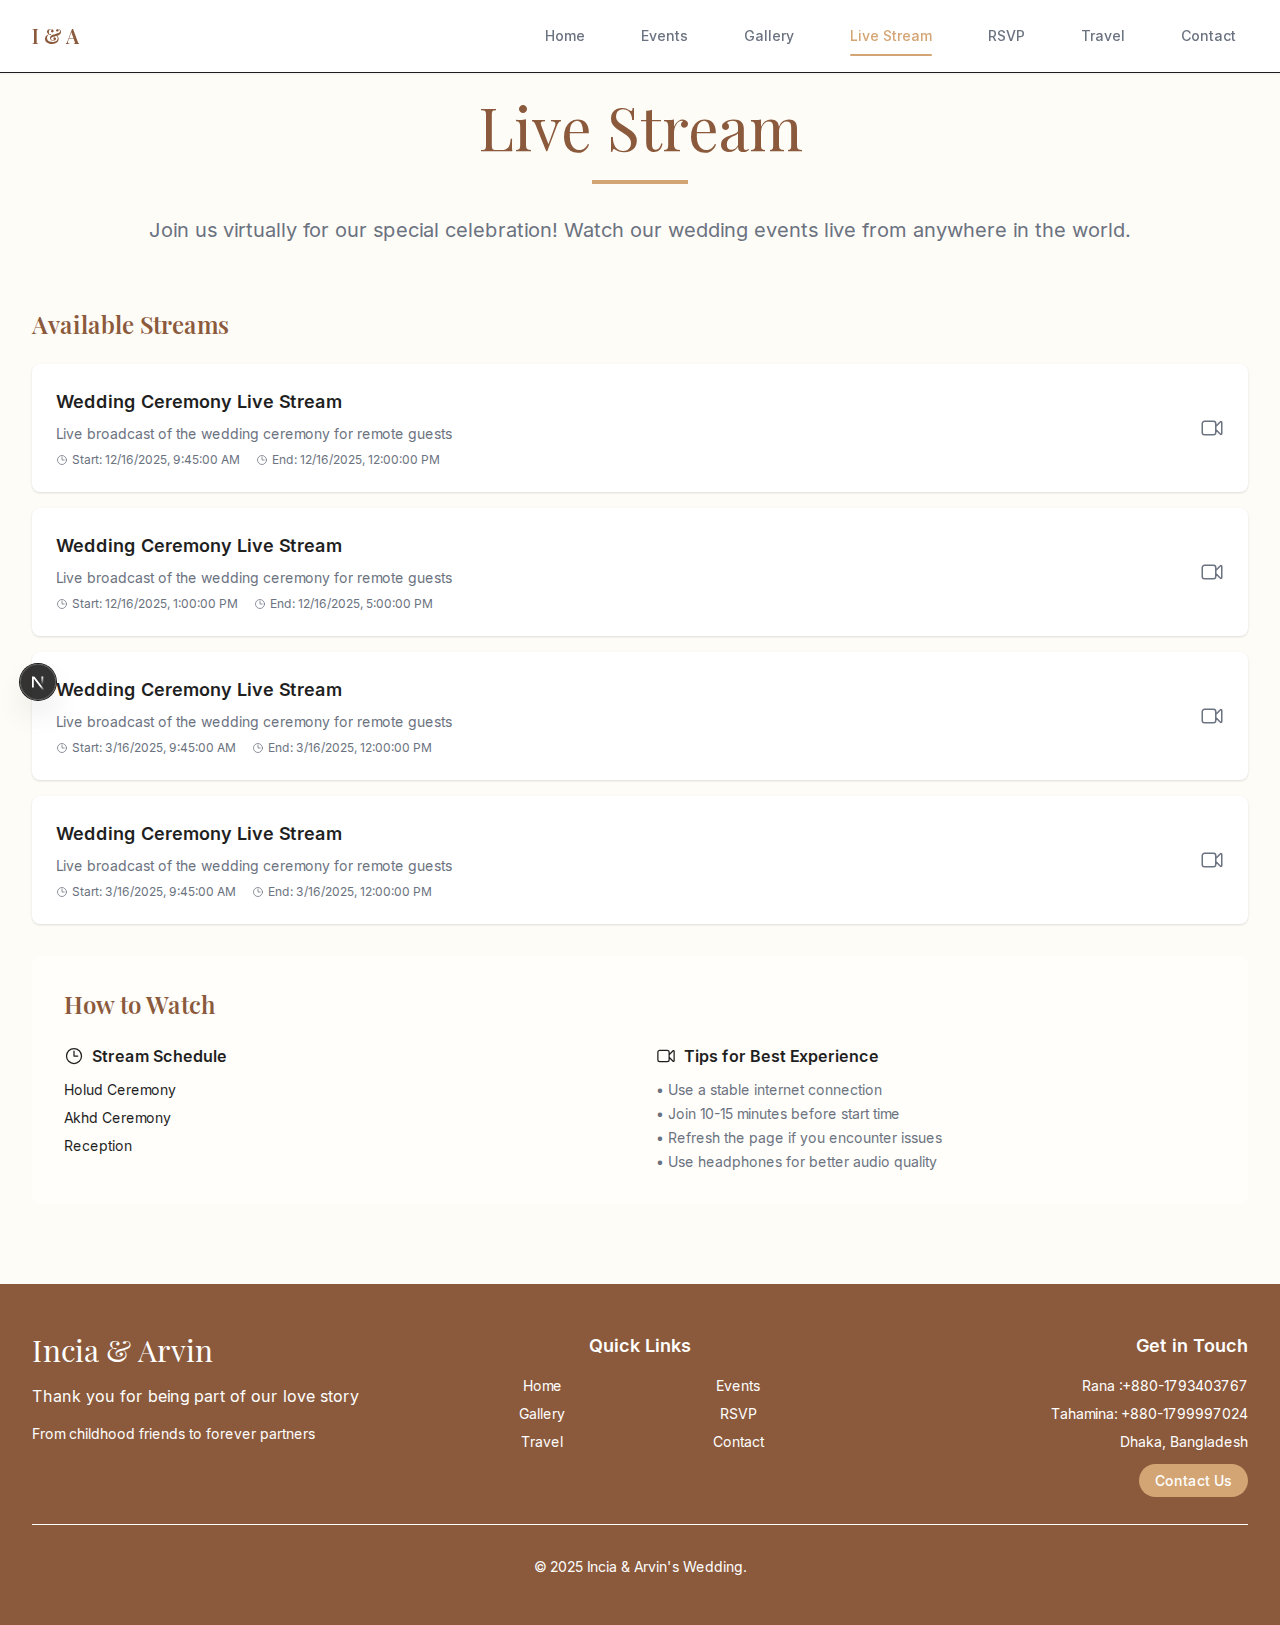 I & A
Home Events Gallery Live Stream RSVP Travel Contact
Live Stream
Join us virtually for our special celebration! Watch our wedding events live from anywhere in the world.
Available Streams
Wedding Ceremony Live Stream
Live broadcast of the wedding ceremony for remote guests
Start: 12/16/2025, 9:45:00 AM End: 12/16/2025, 12:00:00 PM
Wedding Ceremony Live Stream
Live broadcast of the wedding ceremony for remote guests
Start: 12/16/2025, 1:00:00 PM End: 12/16/2025, 5:00:00 PM
N
Wedding Ceremony Live Stream
Live broadcast of the wedding ceremony for remote guests
Start: 3/16/2025, 9:45:00 AM End: 3/16/2025, 12:00:00 PM
Wedding Ceremony Live Stream
Live broadcast of the wedding ceremony for remote guests
Start: 3/16/2025, 9:45:00 AM End: 3/16/2025, 12:00:00 PM
How to Watch
Stream Schedule
Holud Ceremony
Akhd Ceremony
Reception
Tips for Best Experience
• Use a stable internet connection
• Join 10-15 minutes before start time
• Refresh the page if you encounter issues
• Use headphones for better audio quality
Incia & Arvin
Thank you for being part of our love story
From childhood friends to forever partners
Quick Links
Home Events
Gallery RSVP
Travel Contact
Get in Touch
Rana :+880-1793403767
Tahamina: +880-1799997024
Dhaka, Bangladesh
Contact Us
© 2025 Incia & Arvin's Wedding.